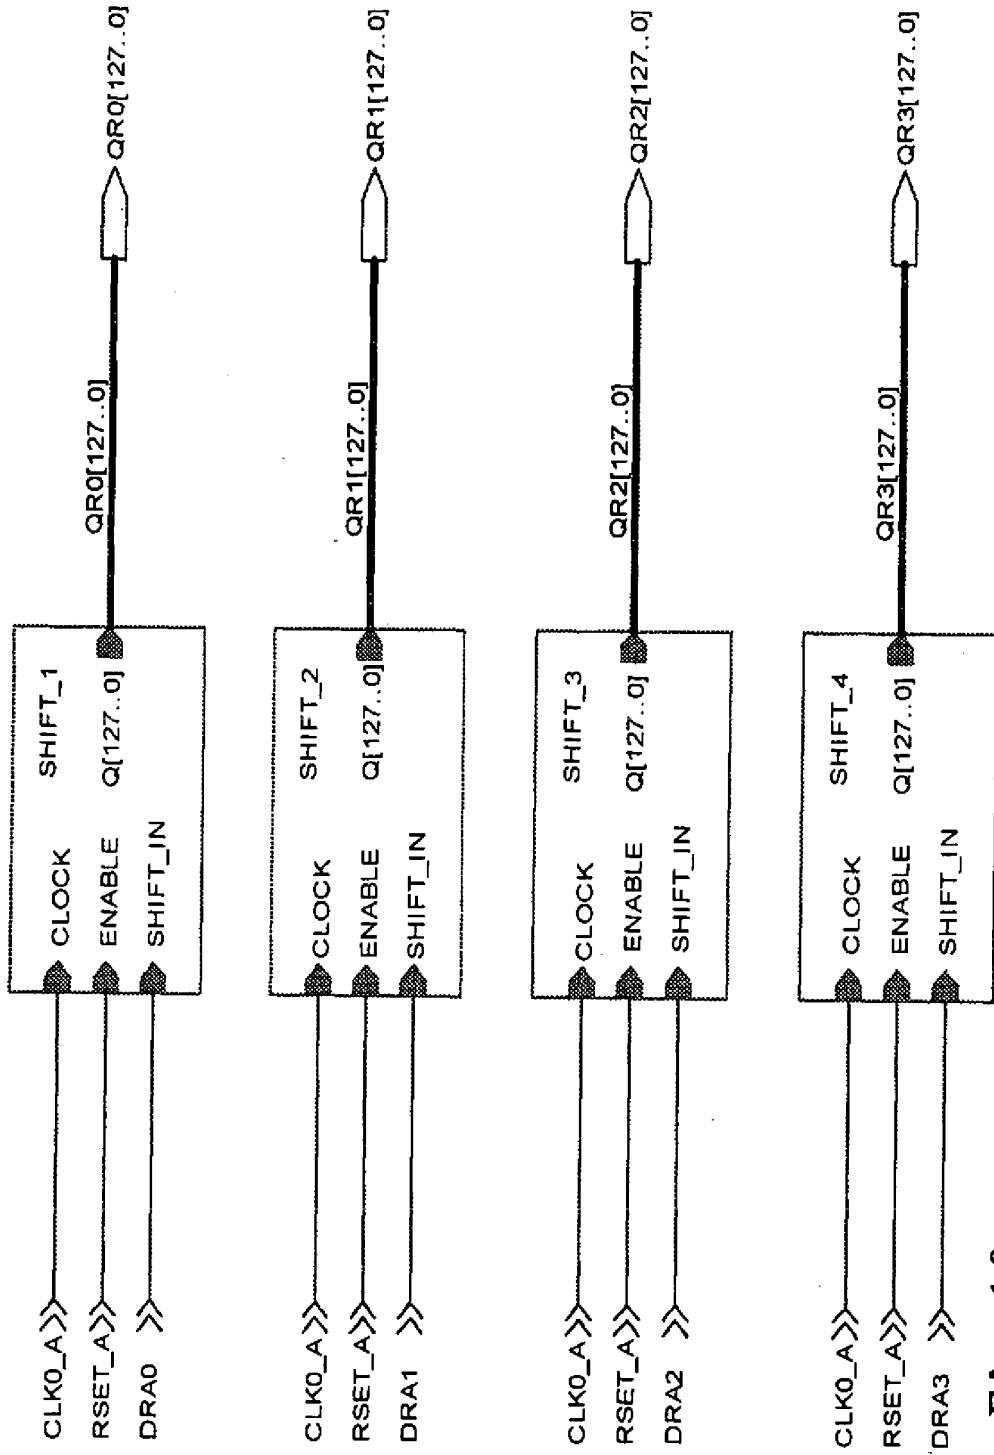 CLK0_A
RSET_A
DRA0
CLOCK
ENABLE
SHIFT_IN
SHIFT_1
Q[127..0]
QR0[127..0]
QR0[127..0]
CLK0_A
RSET_A
DRA1
CLOCK
ENABLE
SHIFT_IN
SHIFT_2
Q[127..0]
QR1[127..0]
QR1[127..0]
CLK0_A
RSET_A
DRA2
CLOCK
ENABLE
SHIFT_IN
SHIFT_3
Q[127..0]
QR2[127..0]
QR2[127..0]
CLK0_A
RSET_A
DRA3
CLOCK
ENABLE
SHIFT_IN
SHIFT_4
Q[127..0]
QR3[127..0]
QR3[127..0]